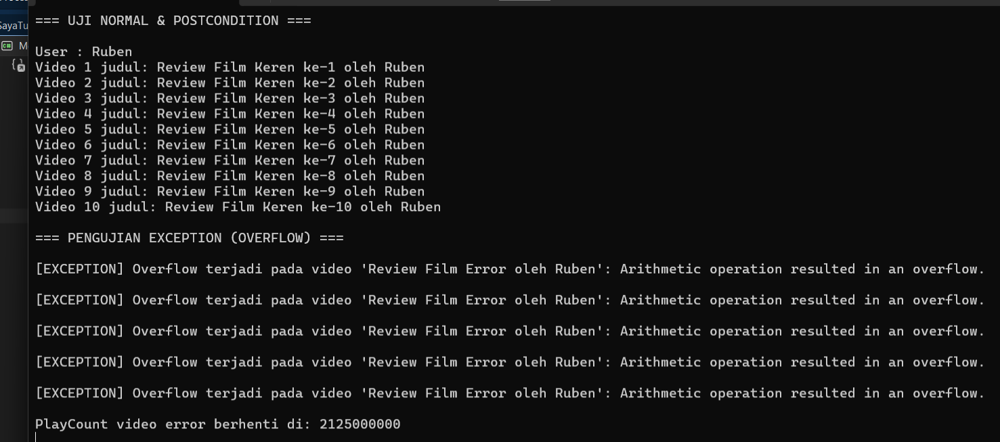 SayaTu
C#
M
=== UJI NORMAL & POSTCONDITION ===
User : Ruben
Video 1 judul: Review Film Keren ke-1 oleh Ruben
Video 2 judul: Review Film Keren ke-2 oleh Ruben
Video 3 judul: Review Film Keren ke-3 oleh Ruben
Video 4 judul: Review Film Keren ke-4 oleh Ruben
Video 5 judul: Review Film Keren ke-5 oleh Ruben
Video 6 judul: Review Film Keren ke-6 oleh Ruben
Video 7 judul: Review Film Keren ke-7 oleh Ruben
Video 8 judul: Review Film Keren ke-8 oleh Ruben
Video 9 judul: Review Film Keren ke-9 oleh Ruben
Video 10 judul: Review Film Keren ke-10 oleh Ruben
=== PENGUJIAN EXCEPTION (OVERFLOW) ===
[EXCEPTION] Overflow terjadi pada video 'Review Film Error oleh Ruben': Arithmetic operation resulted in an overflow.
[EXCEPTION] Overflow terjadi pada video 'Review Film Error oleh Ruben': Arithmetic operation resulted in an overflow.
[EXCEPTION] Overflow terjadi pada video 'Review Film Error oleh Ruben': Arithmetic operation resulted in an overflow.
[EXCEPTION] Overflow terjadi pada video 'Review Film Error oleh Ruben': Arithmetic operation resulted in an overflow.
[EXCEPTION] Overflow terjadi pada video 'Review Film Error oleh Ruben': Arithmetic operation resulted in an overflow.
PlayCount video error berhenti di: 2125000000